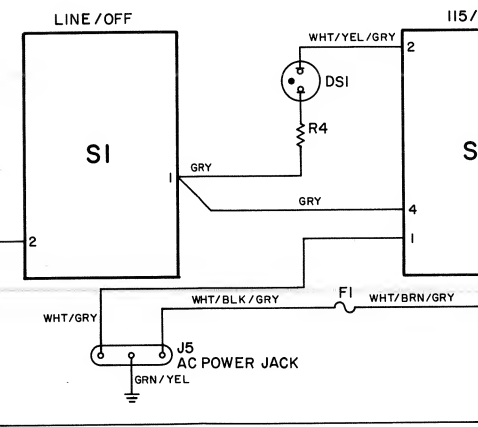 LINE/OFF
115/
WHT/YEL/GRY
2
DS1
R4
S1
S
1
GRY
GRY
4
2
1
WHT/BLK/GRY
F1
WHT/BRN/GRY
WHT/GRY
J5
AC POWER JACK
GRN/YEL